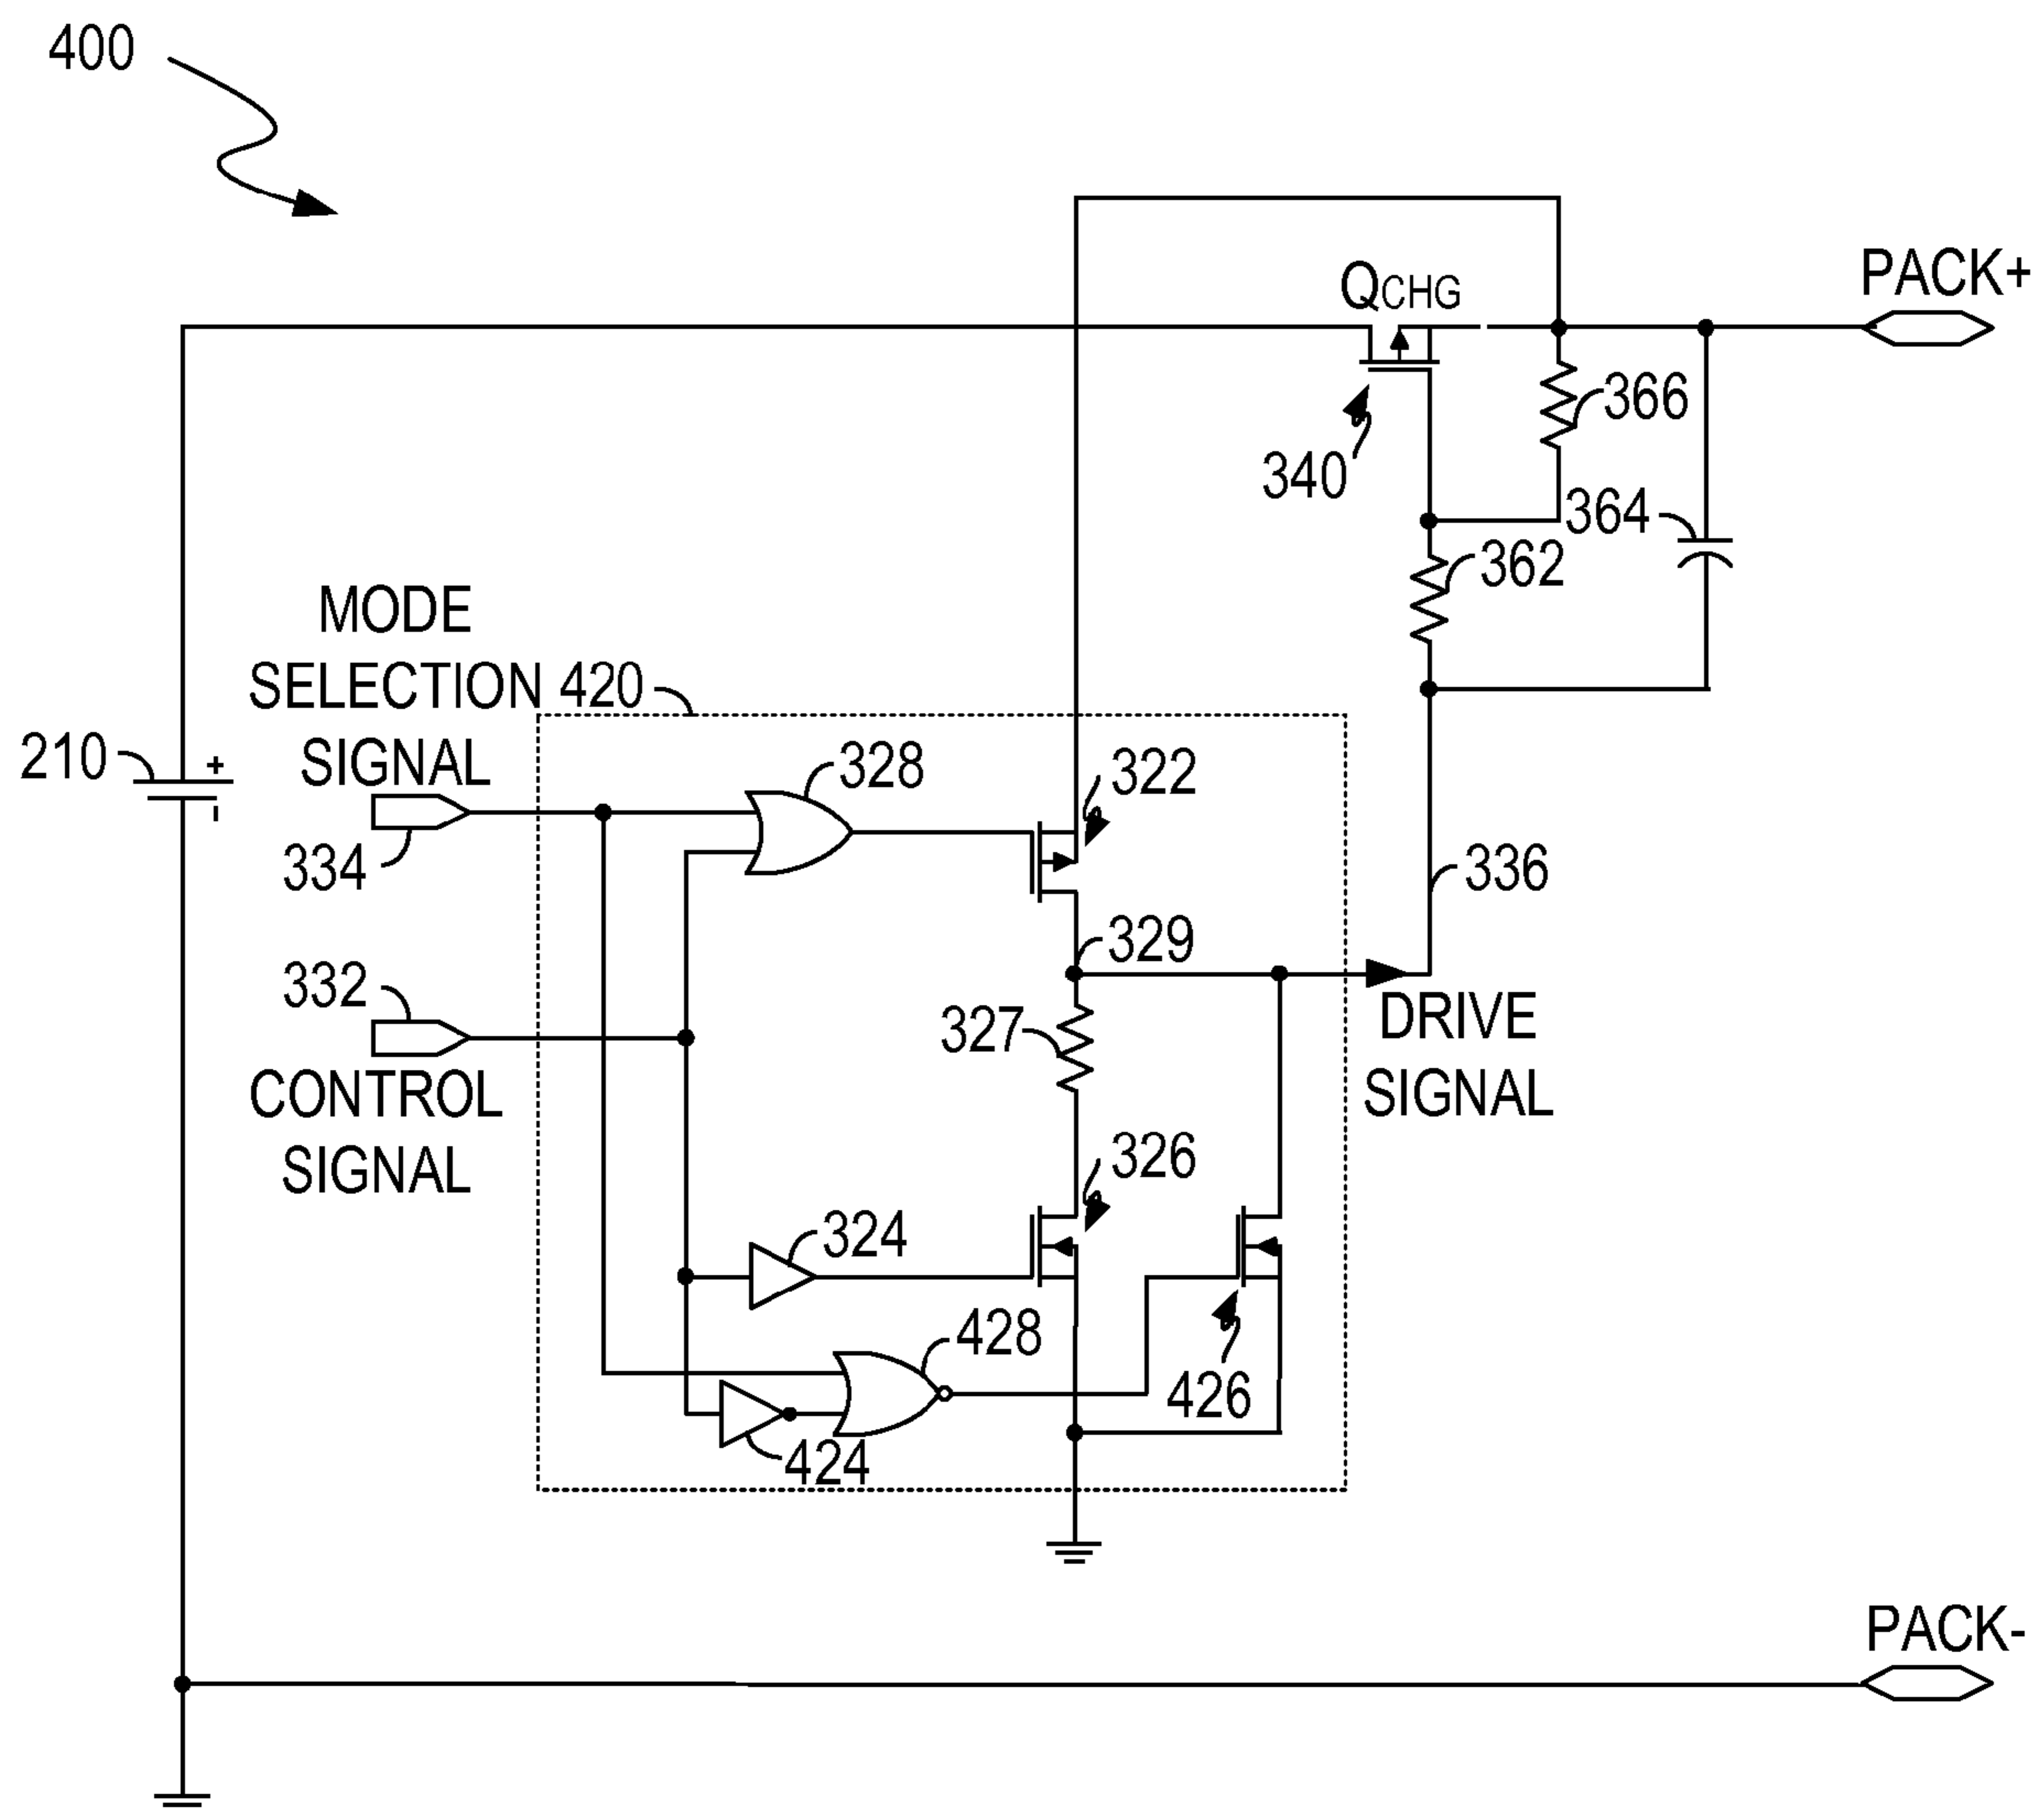 400
PACK+
QCHG
366
340
364
362
MODE
SELECTION 420
SIGNAL
210
+
-
328
322
334
336
329
332
327
DRIVE
SIGNAL
CONTROL
SIGNAL
326
324
428
426
424
PACK-